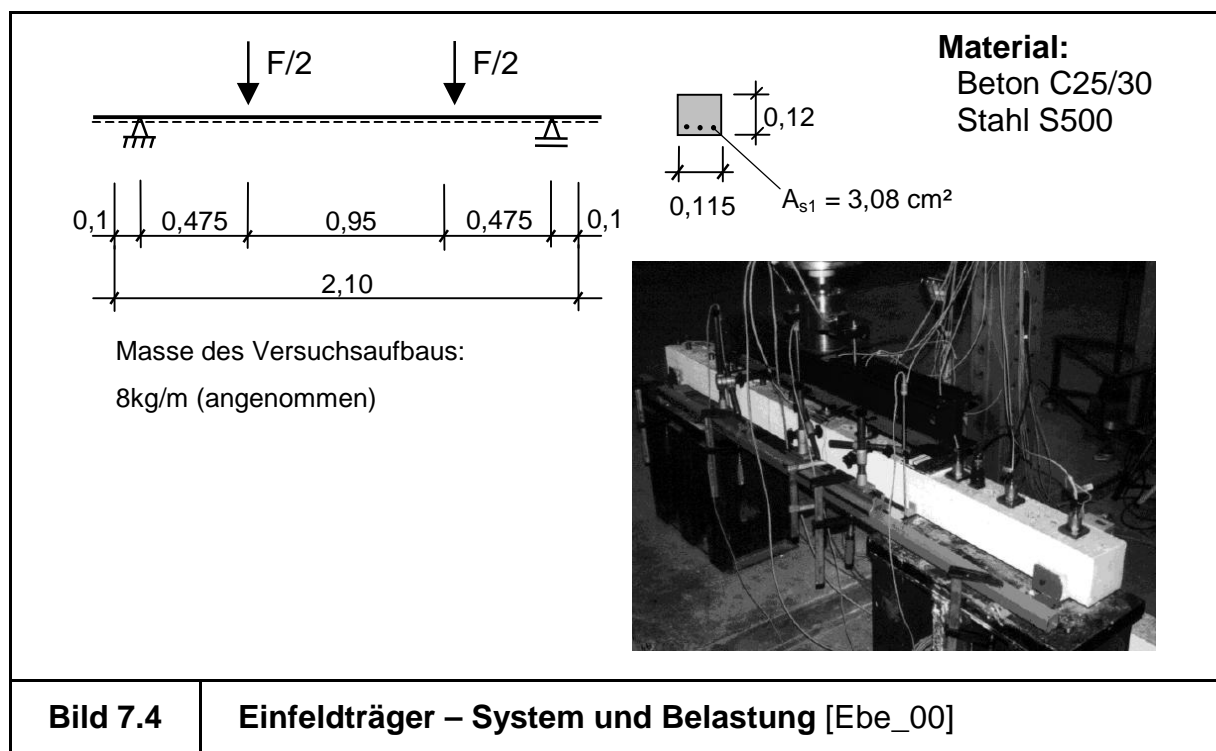 F/2
F/2
Material:
Beton C25/30
Stahl S500
0,12
0,115
A_{s1} = 3,08 cm²
0,1
0,475
0,95
0,475
0,1
2,10
Masse des Versuchsaufbaus:
8kg/m (angenommen)
Bild 7.4
Einfeldträger – System und Belastung [Ebe_00]